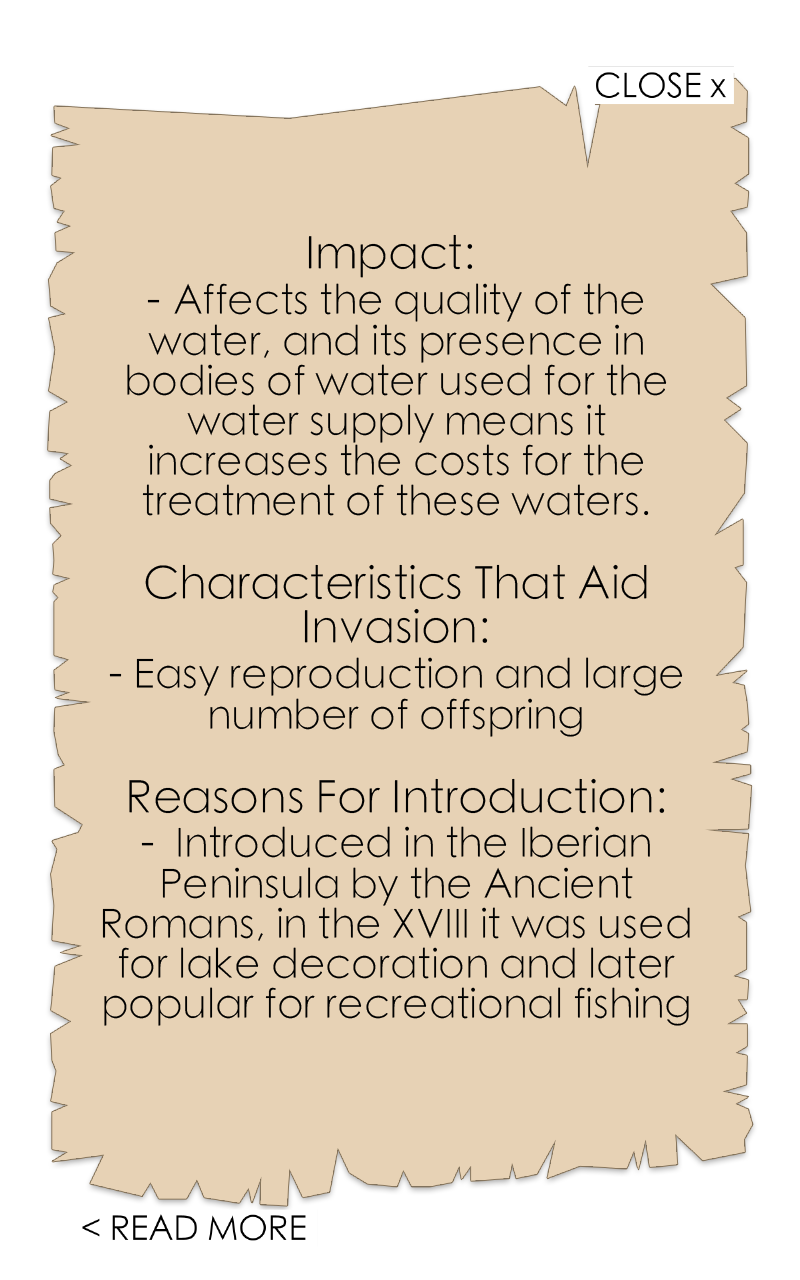 CLOSE x
Impact:
- Affects the quality of the
water, and its presence in
bodies of water used for the
water supply means it
increases the costs for the
treatment of these waters.
Characteristics That Aid
Invasion:
- Easy reproduction and large
number of offspring
Reasons For Introduction:
- Introduced in the Iberian
Peninsula by the Ancient
Romans, in the XVIII it was used
for lake decoration and later
popular for recreational fishing
< READ MORE